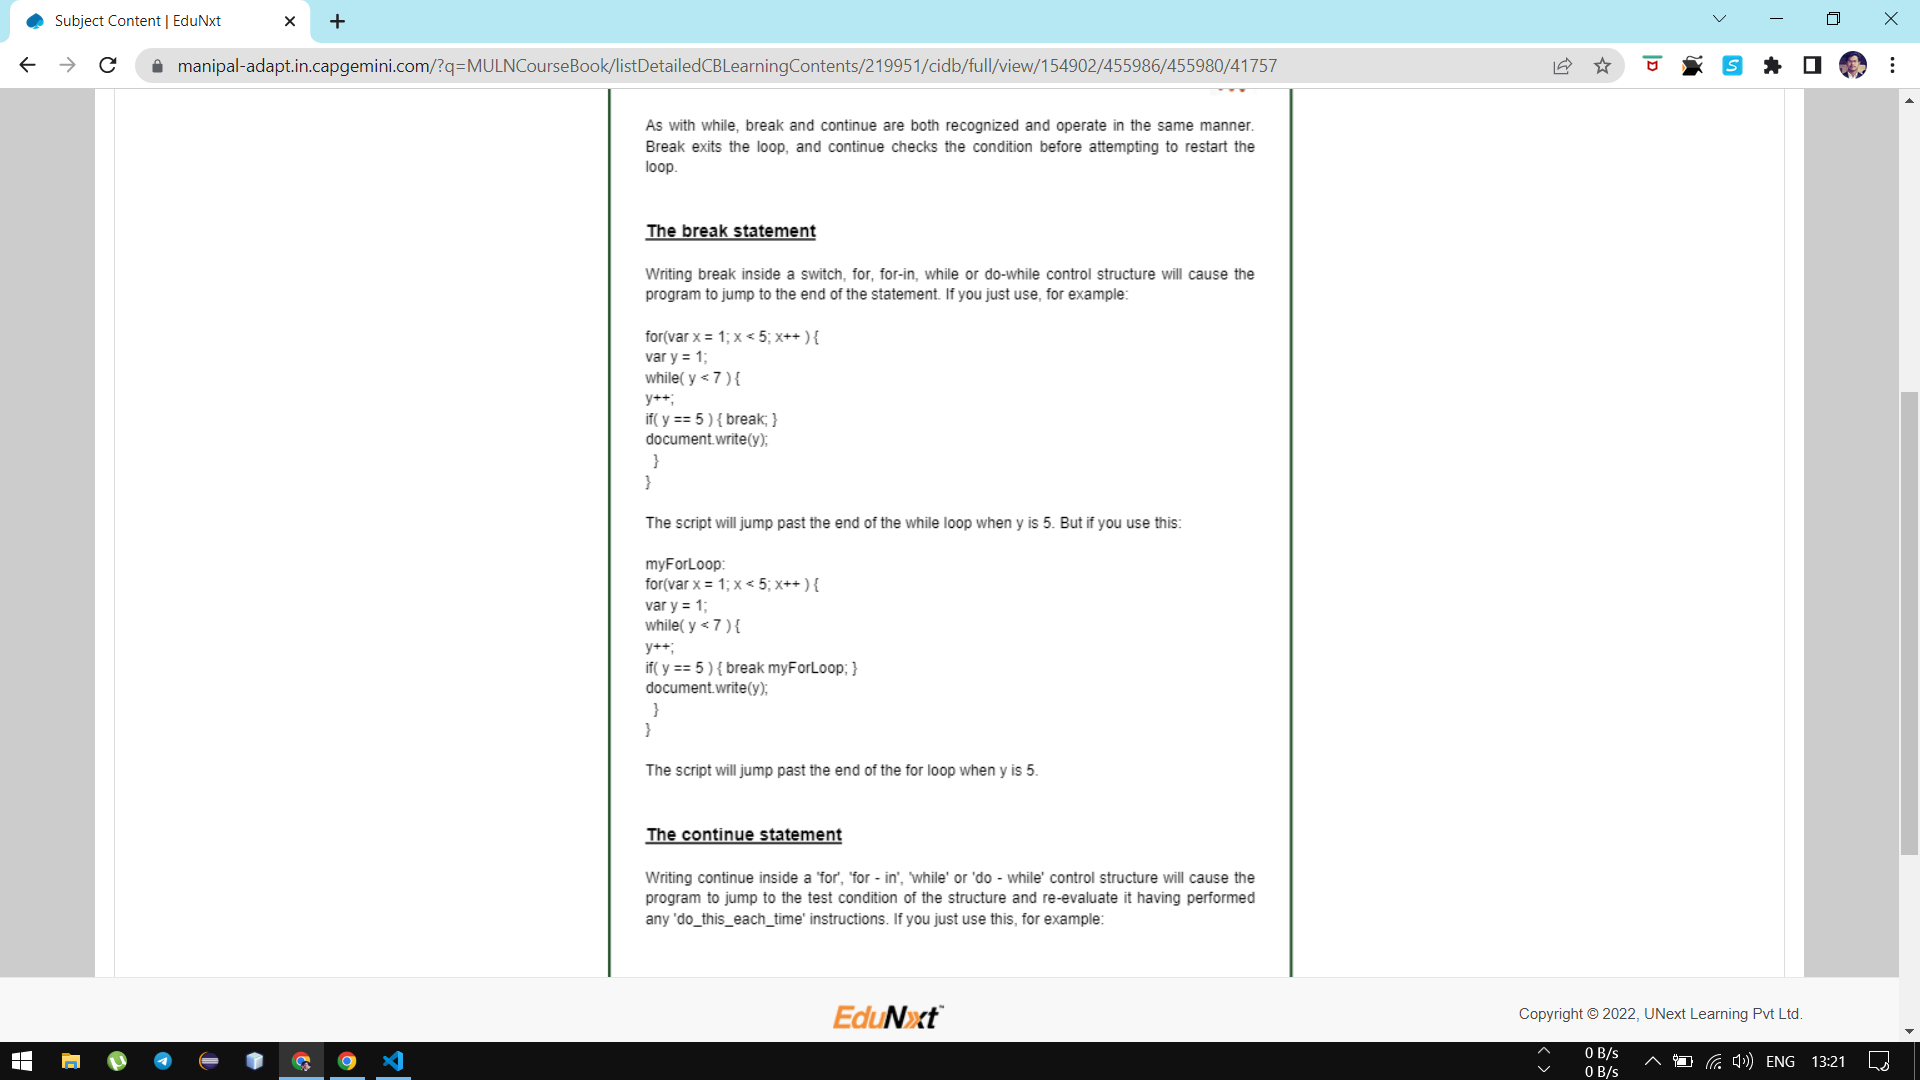 Subject Content | EduNxt
manipal-adapt.in.capgemini.com/?q=MULNCourseBook/listDetailedCBLearningContents/219951/cidb/full/view/154902/455986/455980/41757
As with while, break and continue are both recognized and operate in the same manner.
Break exits the loop, and continue checks the condition before attempting to restart the
loop.
The break statement
Writing break inside a switch, for, for-in, while or do-while control structure will cause the
program to jump to the end of the statement. If you just use, for example:
for(var x = 1; x < 5; x++ ) {
var y = 1;
while( y < 7 ) {
y++;
if( y == 5 ) { break; }
document.write(y);
}
}
The script will jump past the end of the while loop when y is 5. But if you use this:
myForLoop:
for(var x = 1; x < 5; x++ ) {
var y = 1;
while( y < 7 ) {
y++;
if( y == 5 ) { break myForLoop; }
document.write(y);
}
}
The script will jump past the end of the for loop when y is 5.
The continue statement
Writing continue inside a 'for', 'for - in', 'while' or 'do - while' control structure will cause the
program to jump to the test condition of the structure and re-evaluate it having performed
any 'do_this_each_time' instructions. If you just use this, for example:
EduNxt™
Copyright © 2022, UNext Learning Pvt Ltd.
0 B/s
0 B/s
ENG
13:21